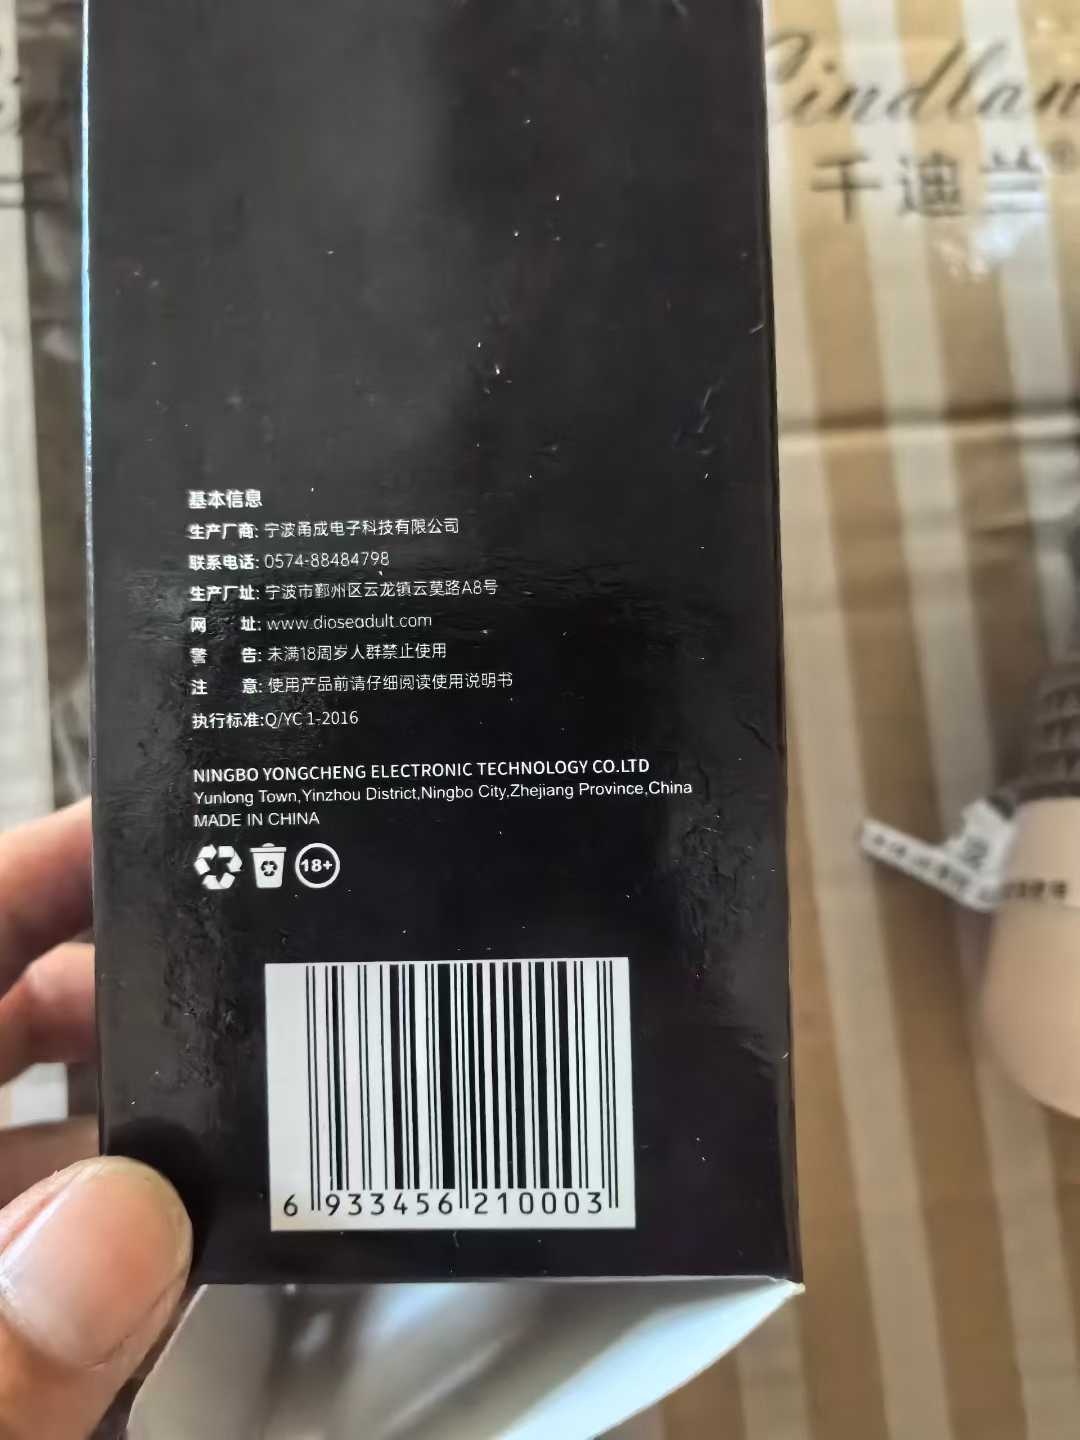 indlan
千迪兰®
基本信息
生产厂商: 宁波甬成电子科技有限公司
联系电话: 0574-88484798
生产厂址: 宁波市鄞州区云龙镇云莫路A8号
网 址: www.dioseadult.com
警 告: 未满18周岁人群禁止使用
注 意: 使用产品前请仔细阅读使用说明书
执行标准:Q/YC 1-2016
NINGBO YONGCHENG ELECTRONIC TECHNOLOGY CO.LTD
Yunlong Town,Yinzhou District,Ningbo City,Zhejiang Province,China
MADE IN CHINA
18+
6 933456 210003